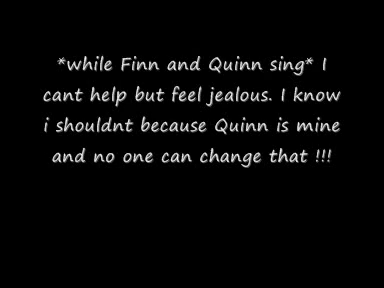 *while Finn and Quinn sing* I
cant help but feel jealous. I know
i shouldnt because Quinn is mine
and no one can change that !!!